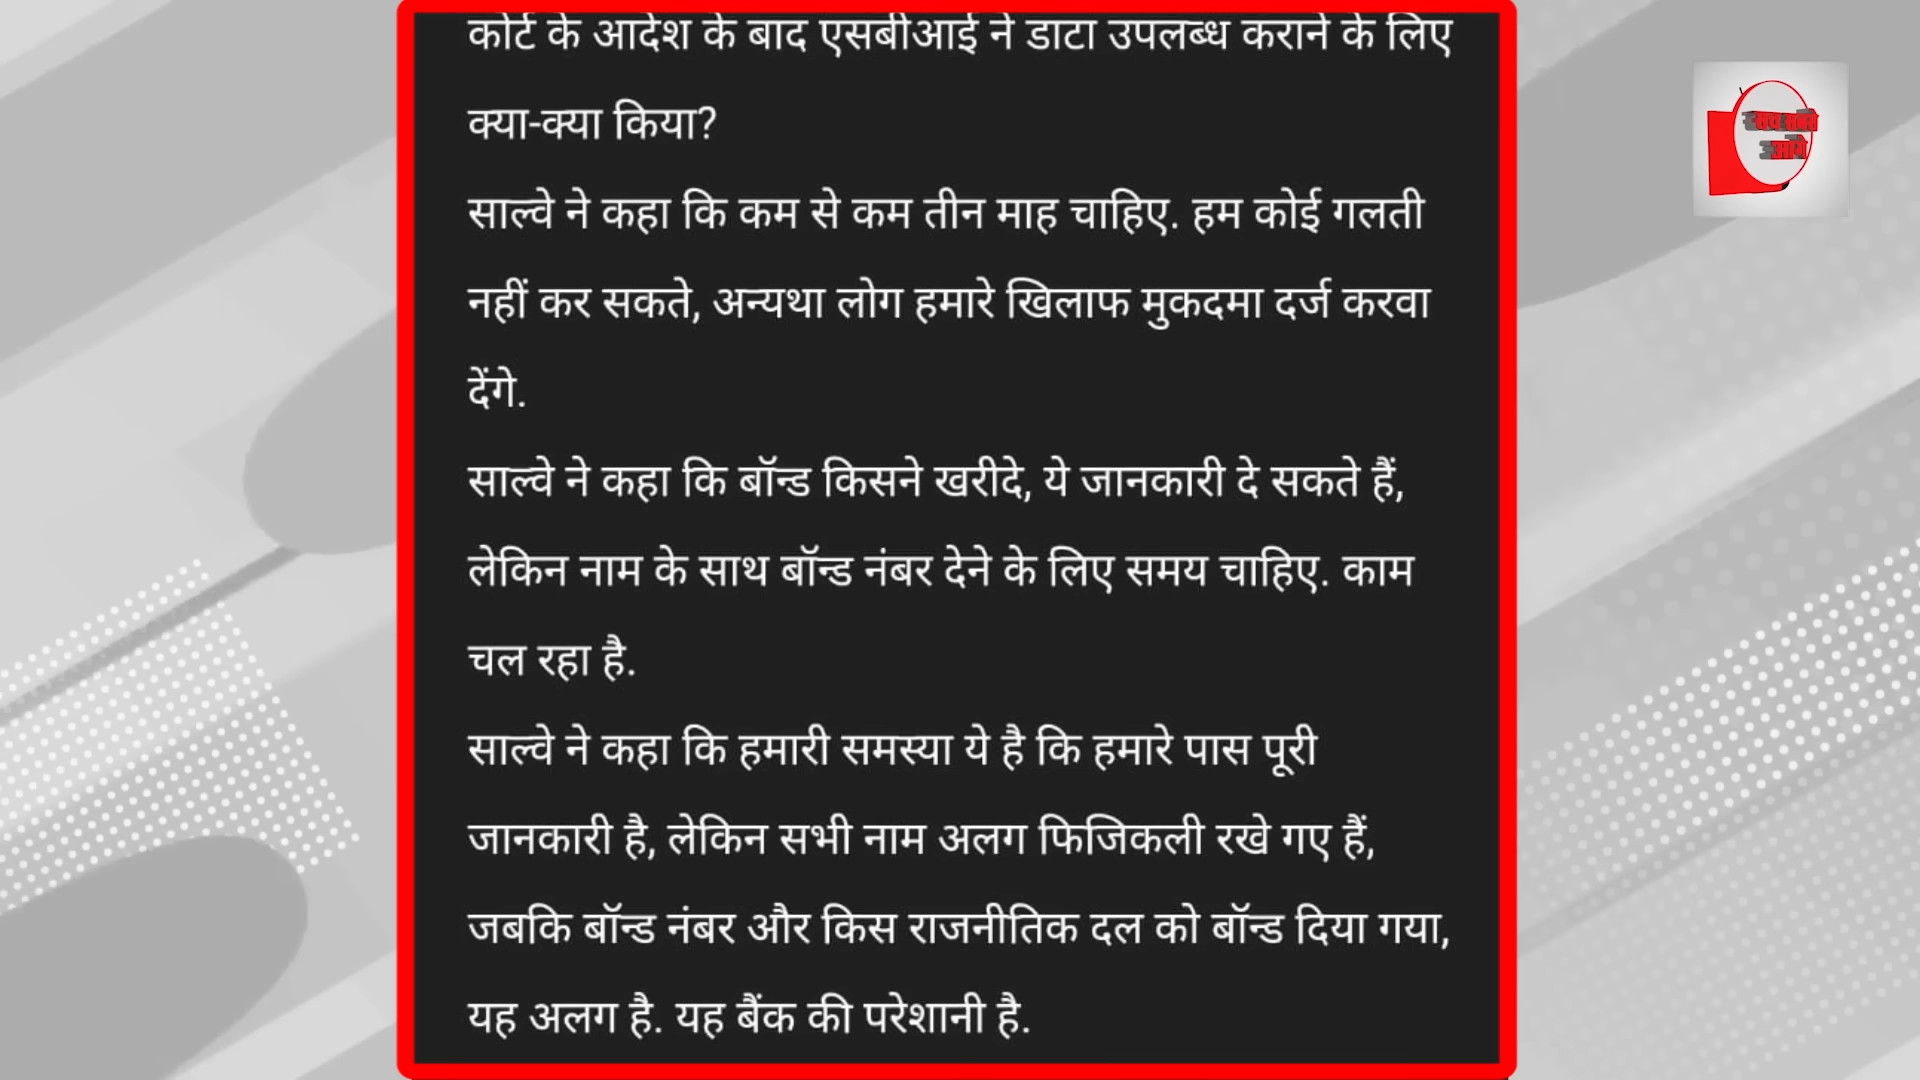 कोर्ट के आदेश के बाद एसबीआई ने डाटा उपलब्ध कराने के लिए
क्या-क्या किया?
साल्वे ने कहा कि कम से कम तीन माह चाहिए. हम कोई गलती
नहीं कर सकते, अन्यथा लोग हमारे खिलाफ मुकदमा दर्ज करवा
देंगे.
साल्वे ने कहा कि बॉन्ड किसने खरीदे, ये जानकारी दे सकते हैं,
लेकिन नाम के साथ बॉन्ड नंबर देने के लिए समय चाहिए. काम
चल रहा है.
साल्वे ने कहा कि हमारी समस्या ये है कि हमारे पास पूरी
जानकारी है, लेकिन सभी नाम अलग फिजिकली रखे गए हैं,
जबकि बॉन्ड नंबर और किस राजनीतिक दल को बॉन्ड दिया गया,
यह अलग है. यह बैंक की परेशानी है.
आगे